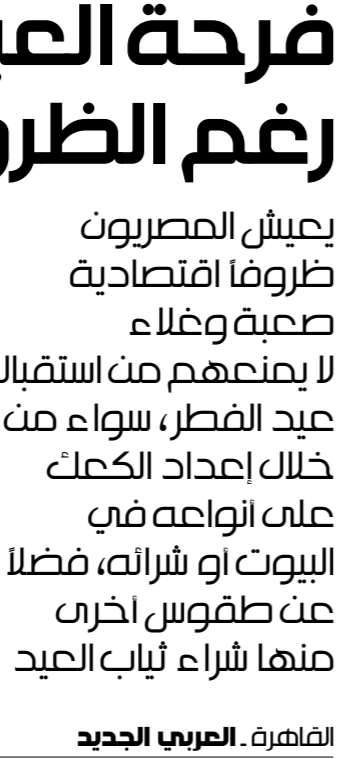 فرحة
رغم
يعيش المصريون
ظروفاً اقتصادية
صعبة وغلاء
لا يمنعهم من استقبال
عيد الفطر، سواء من
خلال إعداد الكعك
على أنواعه في
البيوت أو شرائه، فضلاً
عن طقوس أخرى
منها شراء ثياب العيد
القاهرة ـ العربي الجديد